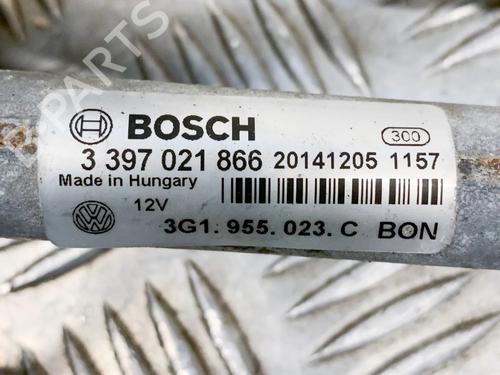 BOSCH
300
3 397 021 866 20141205 1157
Made in Hungary
12V
3G1. 955. 023. C BON